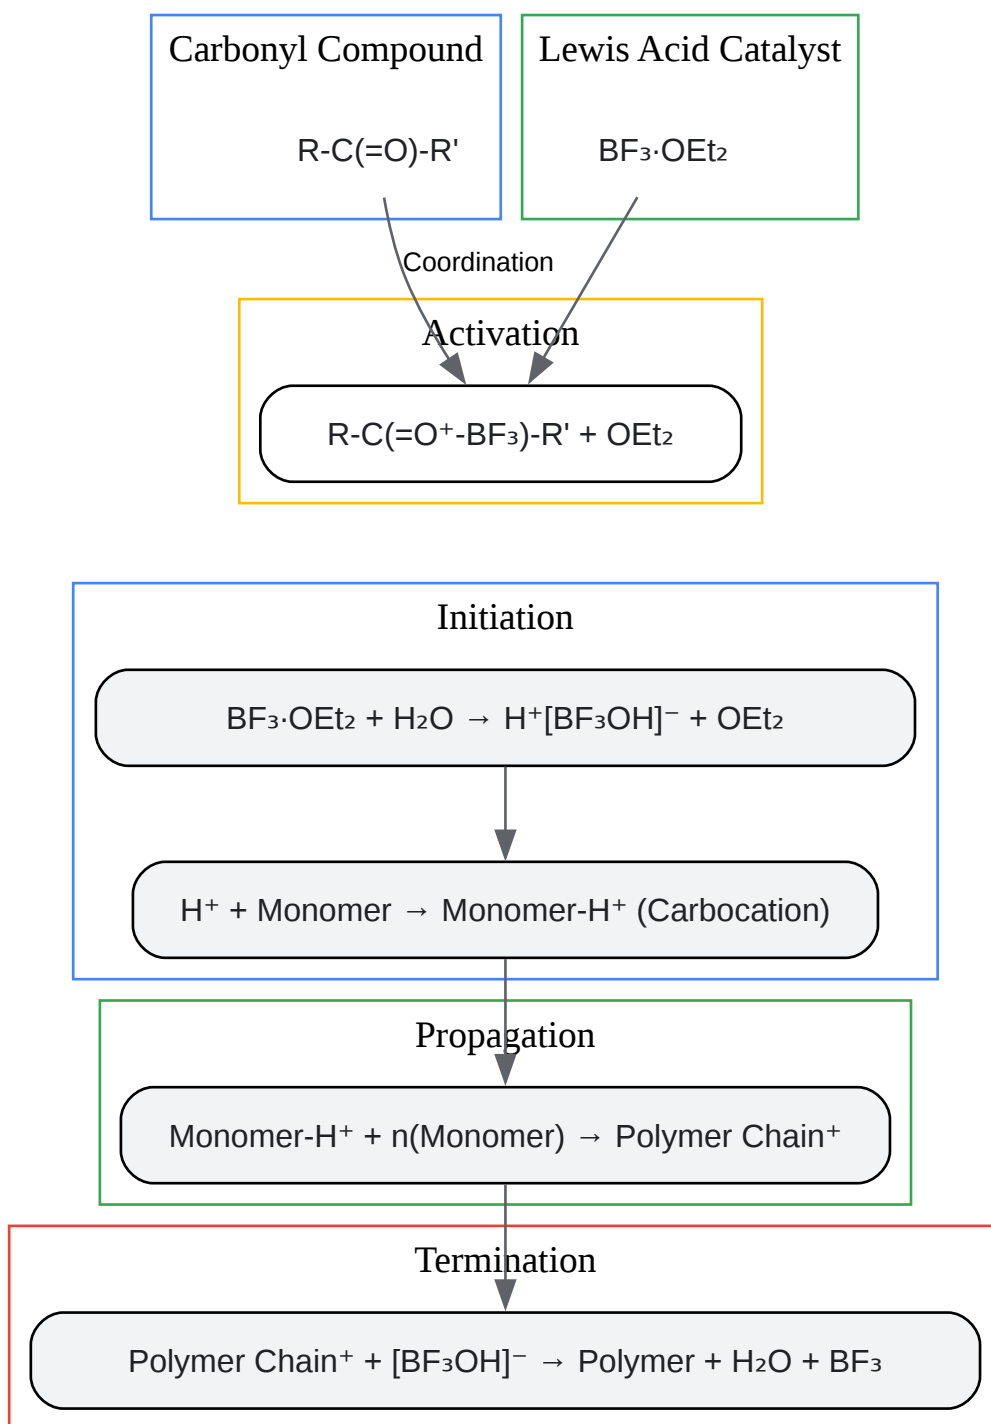 Carbonyl Compound
Lewis Acid Catalyst
R-C(=O)-R'
BF₃·OEt₂
Coordination
Activation
R-C(=O⁺-BF₃)-R' + OEt₂
Initiation
BF₃·OEt₂ + H₂O → H⁺[BF₃OH]⁻ + OEt₂
H⁺ + Monomer → Monomer-H⁺ (Carbocation)
Propagation
Monomer-H⁺ + n(Monomer) → Polymer Chain⁺
Termination
Polymer Chain⁺ + [BF₃OH]⁻ → Polymer + H₂O + BF₃